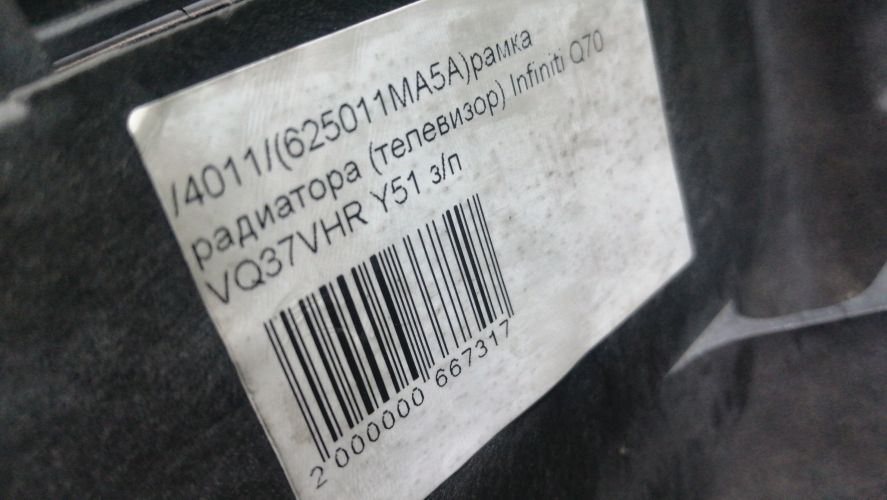 /4011/(625011MA5A)рамка
радиатора (телевизор) Infiniti Q70
VQ37VHR Y51 з/п
2 000000 667317